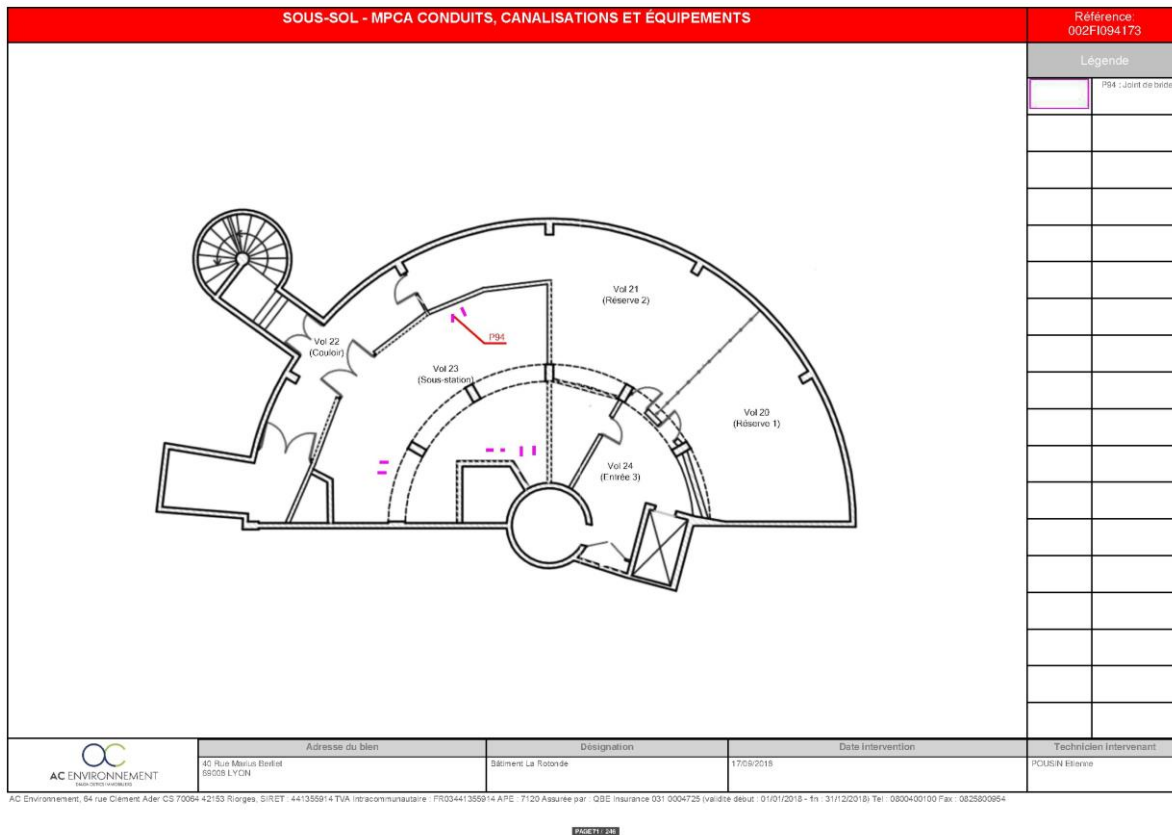 SOUS-SOL - MPCA CONDUITS, CANALISATIONS ET ÉQUIPEMENTS
Référence:
002FI094173
Légende
P94 : Joint de bride
Vol 21
(Réserve 2)
Vol 22
(Couloir)
P94
Vol 23
(Sous-station)
Vol 20
(Réserve 1)
Vol 24
(Entrée 3)
AC ENVIRONNEMENT
Adresse du bien
Désignation
Date intervention
Technicien intervenant
40 Rue Marius Berliet
69008 LYON
Bâtiment La Rotonde
17/09/2018
POUSIN Etienne
AC Environnement, 64 rue Clément Ader CS 70064 42153 Riorges, SIRET : 441355914 TVA Intracommunautaire : FR03441355914 APE : 7120 Assurée par : QBE Insurance 031 0004725 (validité début : 01/01/2018 - fin : 31/12/2018) Tel : 0800400100 Fax : 0825800954
PAGE71 / 246